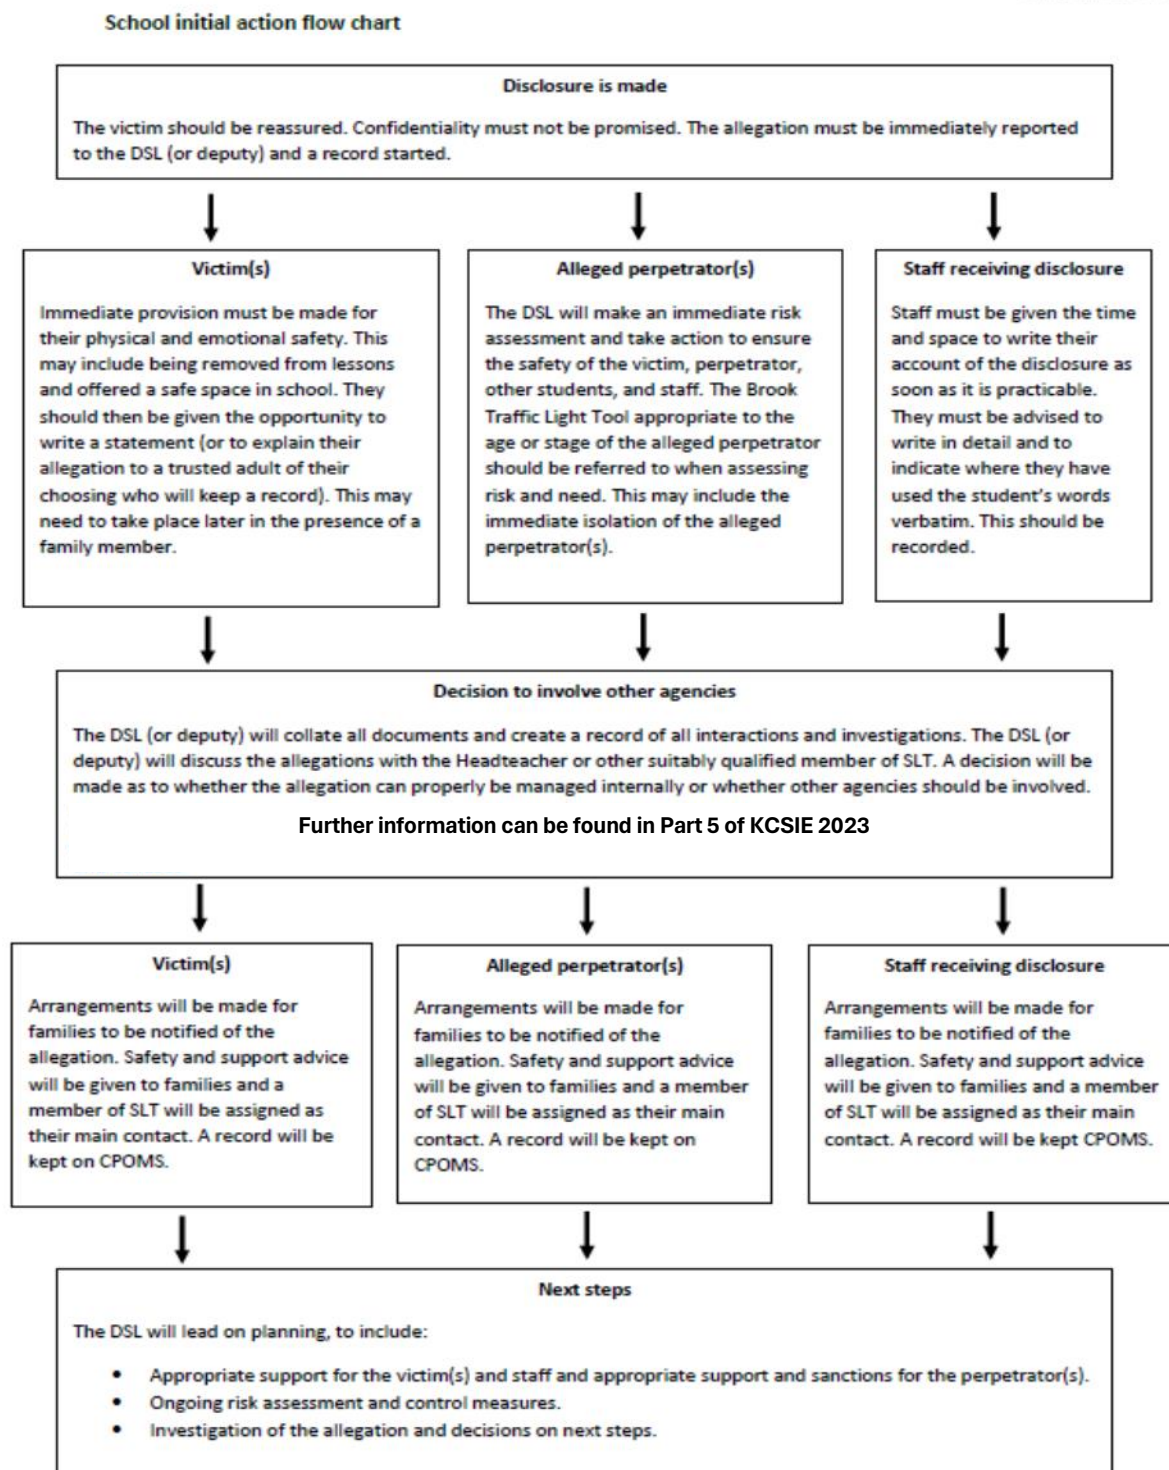 School initial action flow chart
Disclosure is made
The victim should be reassured. Confidentiality must not be promised. The allegation must be immediately reported
to the DSL (or deputy) and a record started.
Victim(s)
Immediate provision must be made for
their physical and emotional safety. This
may include being removed from lessons
and offered a safe space in school. They
should then be given the opportunity to
write a statement (or to explain their
allegation to a trusted adult of their
choosing who will keep a record). This may
need to take place later in the presence of a
family member.
Alleged perpetrator(s)
The DSL will make an immediate risk
assessment and take action to ensure
the safety of the victim, perpetrator,
other students, and staff. The Brook
Traffic Light Tool appropriate to the
age or stage of the alleged perpetrator
should be referred to when assessing
risk and need. This may include the
immediate isolation of the alleged
perpetrator(s).
Staff receiving disclosure
Staff must be given the time
and space to write their
account of the disclosure as
soon as it is practicable.
They must be advised to
write in detail and to
indicate where they have
used the student's words
verbatim. This should be
recorded.
Decision to involve other agencies
The DSL (or deputy) will collate all documents and create a record of all interactions and investigations. The DSL (or
deputy) will discuss the allegations with the Headteacher or other suitably qualified member of SLT. A decision will be
made as to whether the allegation can properly be managed internally or whether other agencies should be involved.
Further information can be found in Part 5 of KCSIE 2023
Victim(s)
Arrangements will be made for
families to be notified of the
allegation. Safety and support advice
will be given to families and a
member of SLT will be assigned as
their main contact. A record will be
kept on CPOMS.
Alleged perpetrator(s)
Arrangements will be made for
families to be notified of the
allegation. Safety and support advice
will be given to families and a member
of SLT will be assigned as their main
contact. A record will be kept on
CPOMS.
Staff receiving disclosure
Arrangements will be made for
families to be notified of the
allegation. Safety and support advice
will be given to families and a member
of SLT will be assigned as their main
contact. A record will be kept CPOMS.
Next steps
The DSL will lead on planning, to include:
• Appropriate support for the victim(s) and staff and appropriate support and sanctions for the perpetrator(s).
• Ongoing risk assessment and control measures.
• Investigation of the allegation and decisions on next steps.